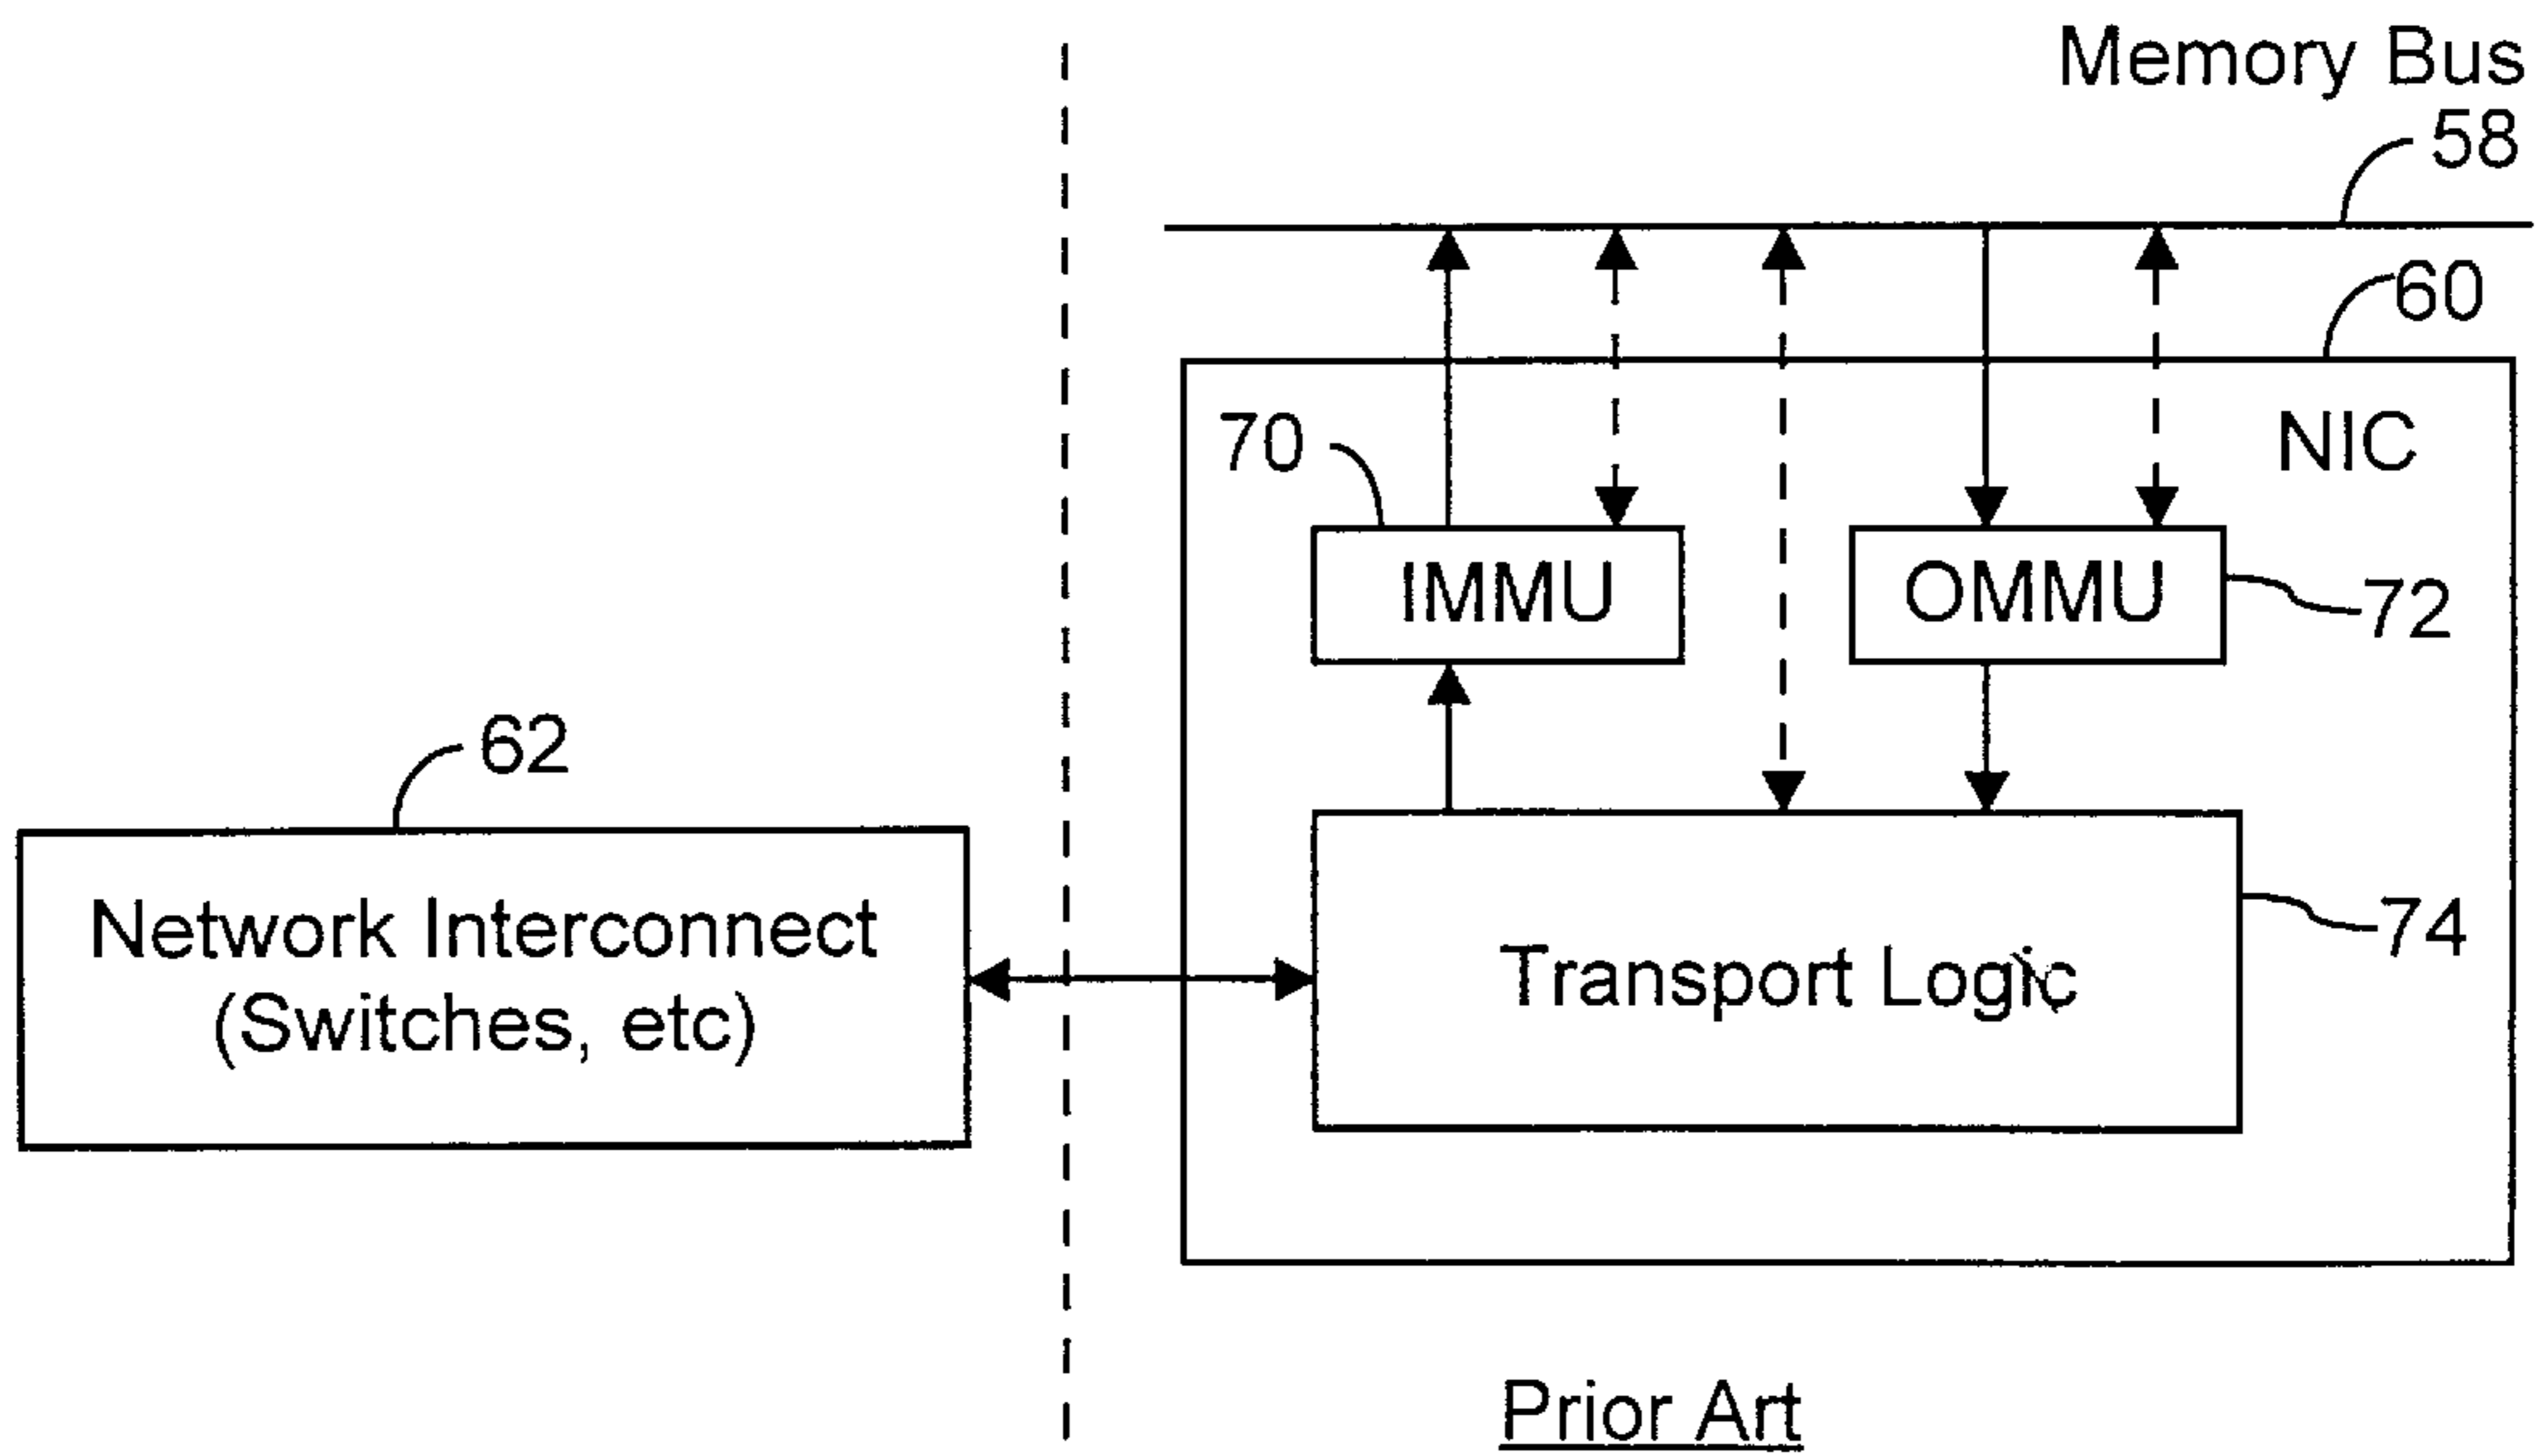 Memory Bus
58
60
NIC
70
IMMU
OMMU
72
62
Network Interconnect
(Switches, etc)
74
Transport Logic
Prior Art